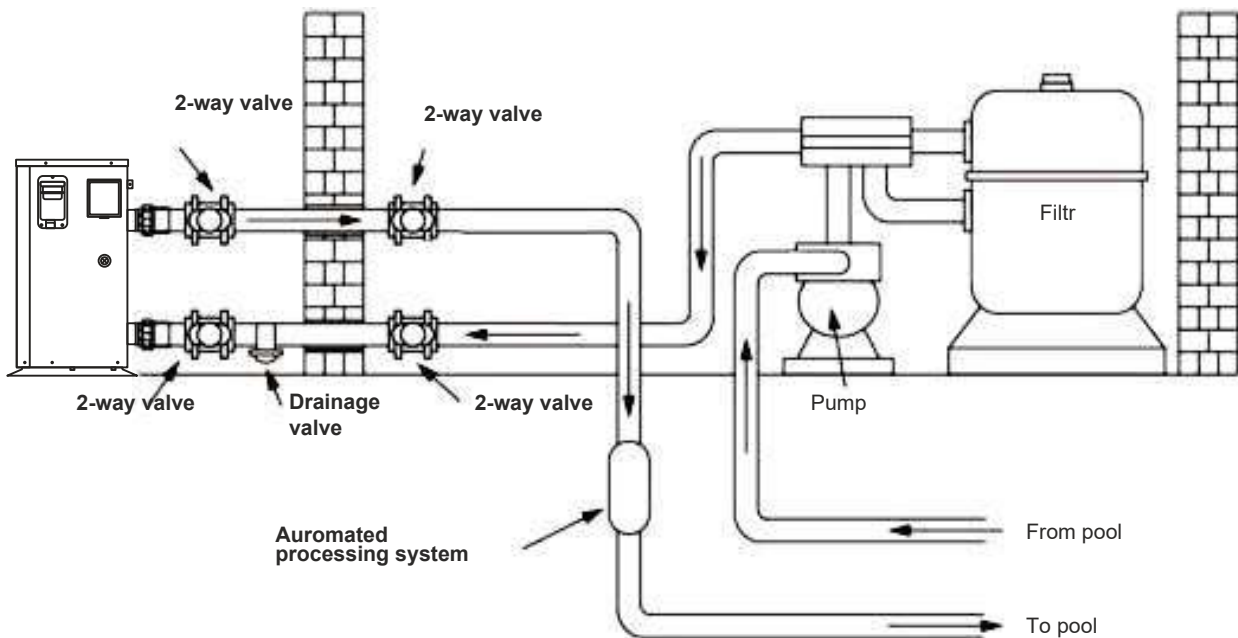 2-way valve
2-way valve
Filtr
2-way valve
Drainage
valve
2-way valve
Pump
Auromated
processing system
From pool
To pool